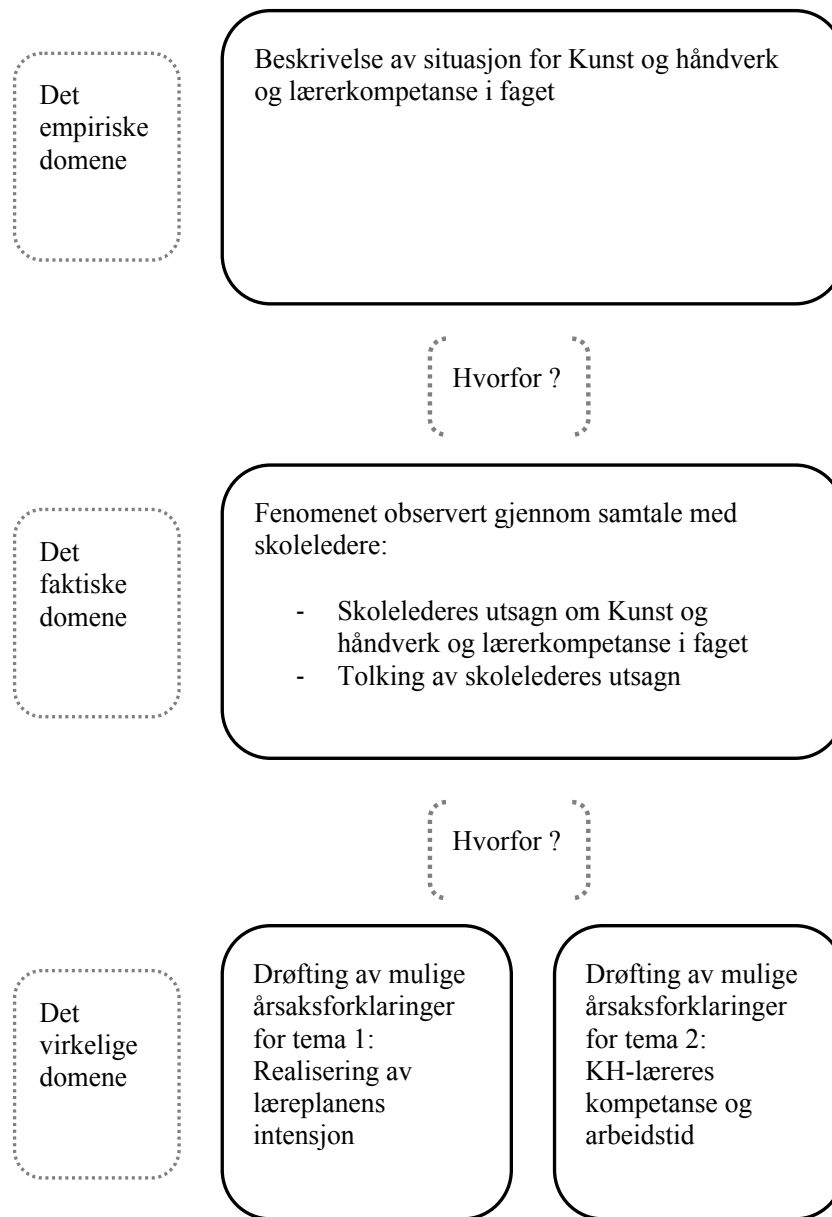 Det
empiriske
domene
Beskrivelse av situasjon for Kunst og håndverk
og lærerkompetanse i faget
Hvorfor ?
Det
faktiske
domene
Fenomenet observert gjennom samtale med
skoleledere:
- Skolelederes utsagn om Kunst og
håndverk og lærerkompetanse i faget
- Tolking av skolelederes utsagn
Hvorfor ?
Det
virkelige
domene
Drøfting av mulige
årsaksforklaringer
for tema 1:
Realisering av
læreplanens
intensjon
Drøfting av mulige
årsaksforklaringer
for tema 2:
KH-læreres
kompetanse og
arbeidstid